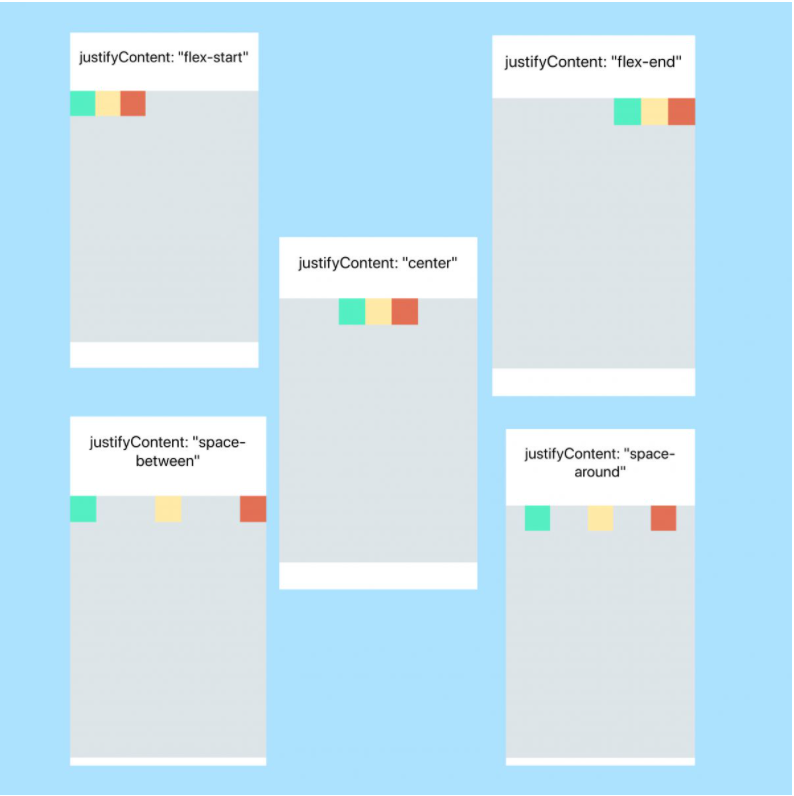 justifyContent: "flex-start"
justifyContent: "flex-end"
justifyContent: "center"
justifyContent: "space-
between"
justifyContent: "space-
around"